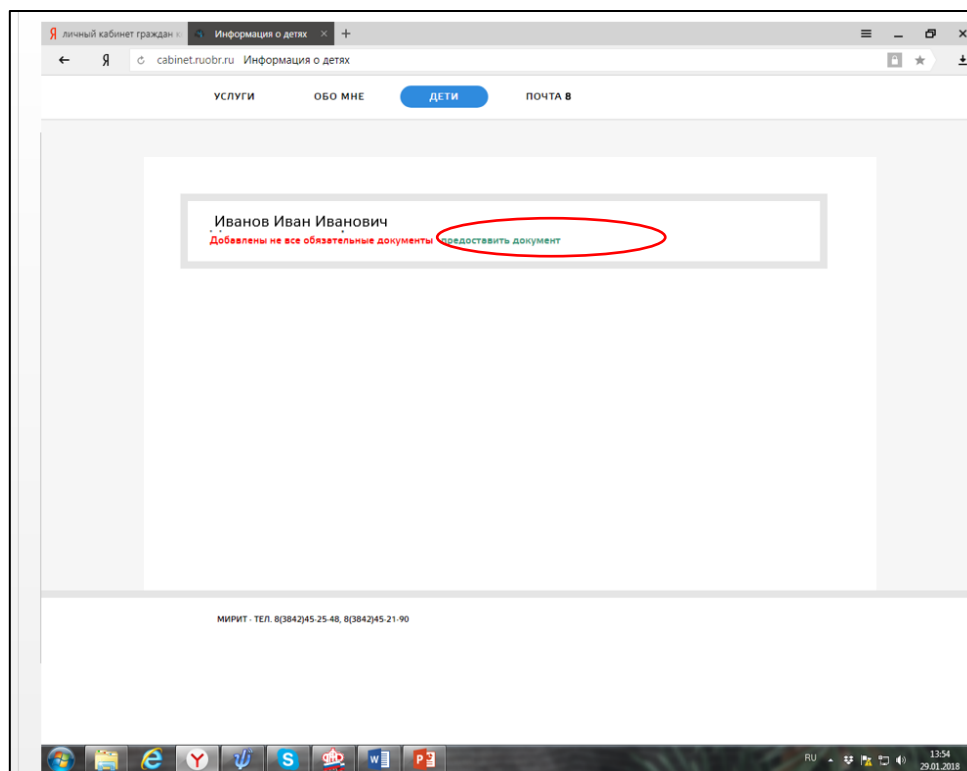 личный кабинет граждан к
Информация о детях
cabinet.ruobr.ru Информация о детях
УСЛУГИ ОБО МНЕ ДЕТИ ПОЧТА 8
Иванов Иван Иванович
Добавлены не все обязательные документы предоставить документ
МИРИТ - ТЕЛ. 8(3842)45-25-48, 8(3842)45-21-90
RU 13:54
29.01.2018